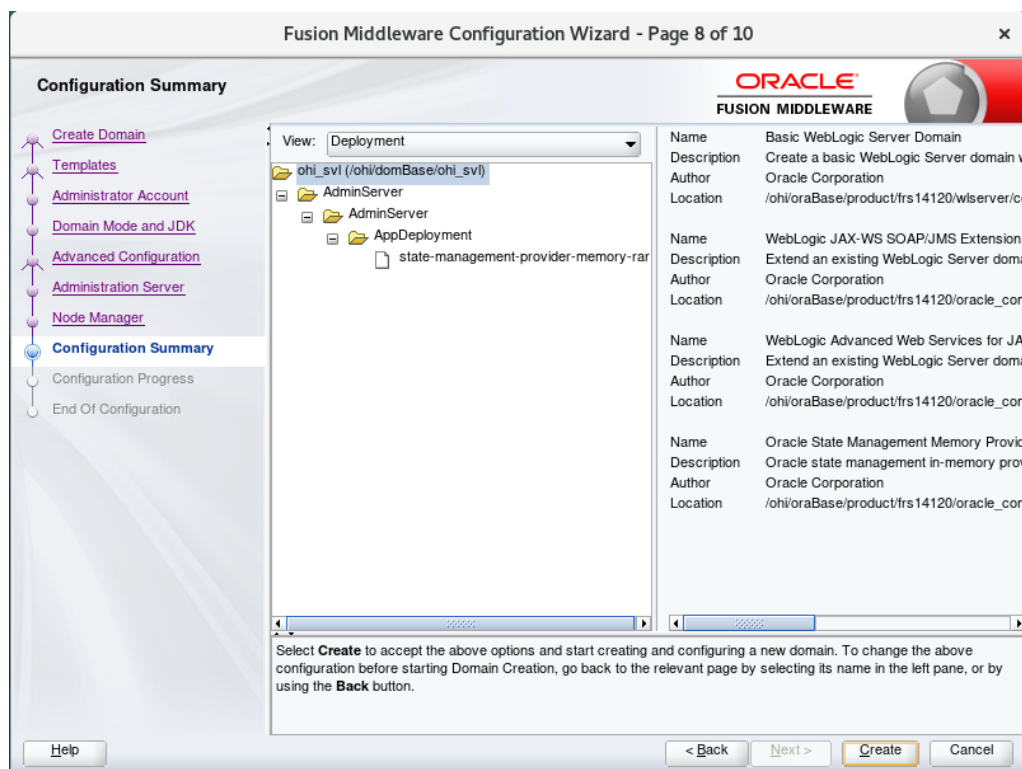 Fusion Middleware Configuration Wizard - Page 8 of 10
Configuration Summary
ORACLE
FUSION MIDDLEWARE
Create Domain
Templates
Administrator Account
Domain Mode and JDK
Advanced Configuration
Administration Server
Node Manager
Configuration Summary
Configuration Progress
End Of Configuration
View: Deployment
ohi_svl (/ohi/domBase/ohi_svl)
AdminServer
AdminServer
AppDeployment
state-management-provider-memory-rar
Name Basic WebLogic Server Domain
Description Create a basic WebLogic Server domain
Author Oracle Corporation
Location /ohi/oraBase/product/frs14120/wlserver/c
Name WebLogic JAX-WS SOAP/JMS Extension
Description Extend an existing WebLogic Server doma
Author Oracle Corporation
Location /ohi/oraBase/product/frs14120/oracle_cor
Name WebLogic Advanced Web Services for JA
Description Extend an existing WebLogic Server doma
Author Oracle Corporation
Location /ohi/oraBase/product/frs14120/oracle_cor
Name Oracle State Management Memory Provid
Description Oracle state management in-memory prov
Author Oracle Corporation
Location /ohi/oraBase/product/frs14120/oracle_cor
Select Create to accept the above options and start creating and configuring a new domain. To change the above
configuration before starting Domain Creation, go back to the relevant page by selecting its name in the left pane, or by
using the Back button.
Help
< Back
Next >
Create
Cancel